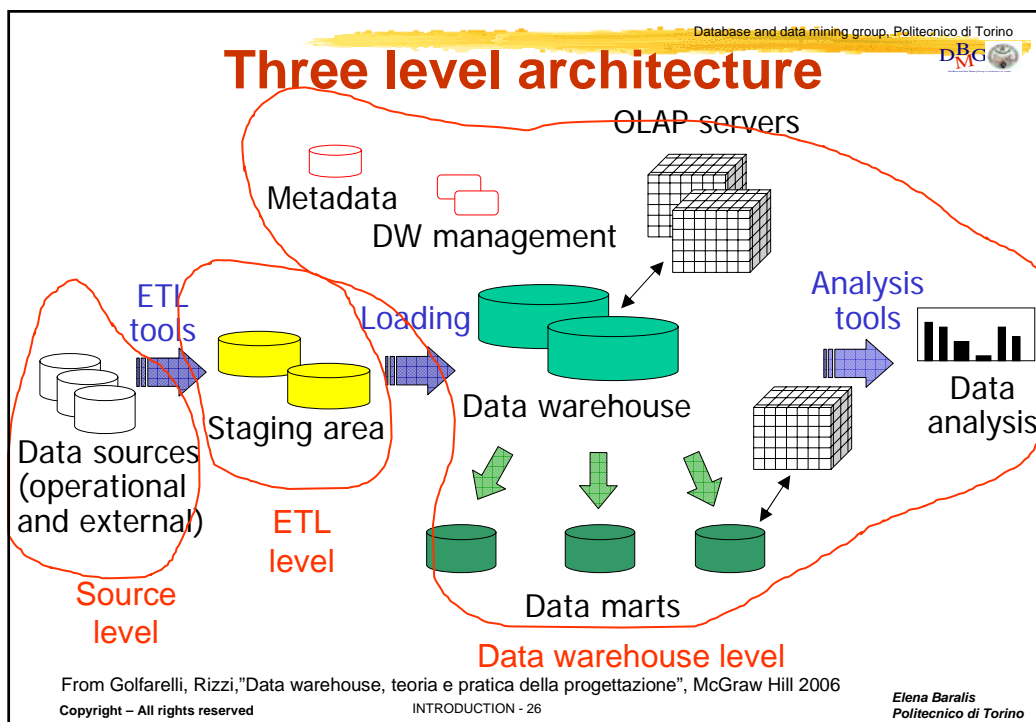 Database and data mining group, Politecnico di Torino
DBMG
Three level architecture
OLAP servers
Metadata
DW management
ETL
tools
Loading
Analysis
tools
Data warehouse
Staging area
Data
analysis
Data sources
(operational
and external)
ETL
level
Source
level
Data marts
Data warehouse level
From Golfarelli, Rizzi,"Data warehouse, teoria e pratica della progettazione", McGraw Hill 2006
Copyright – All rights reserved
INTRODUCTION - 26
Elena Baralis
Politecnico di Torino